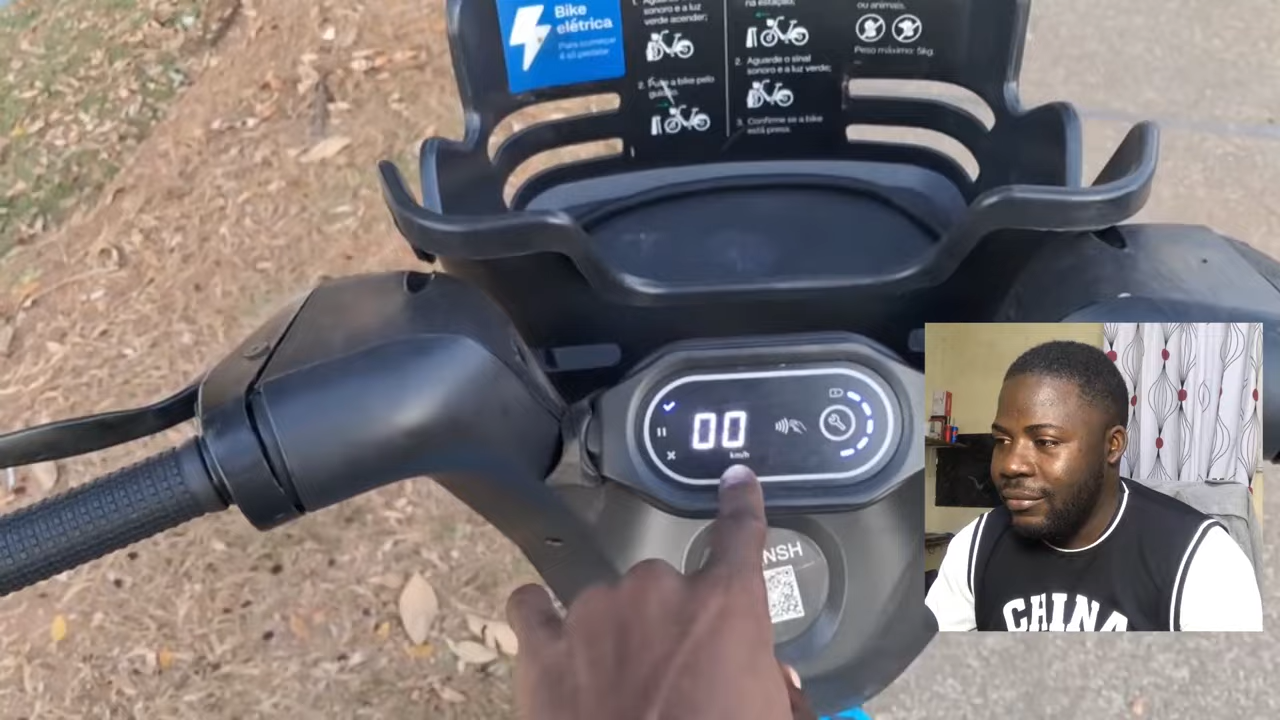 Bike
elétrica
Para começar
é só pedalar
sonoro e a luz
verde acender;
2. Puxe a bike pelo
guidão.
na estação;
2. Aguarde o sinal
sonoro e a luz verde;
3. Confirme se a bike
está presa.
ou animais.
Peso máximo: 5kg.
00
km/h
NSH
CHINA